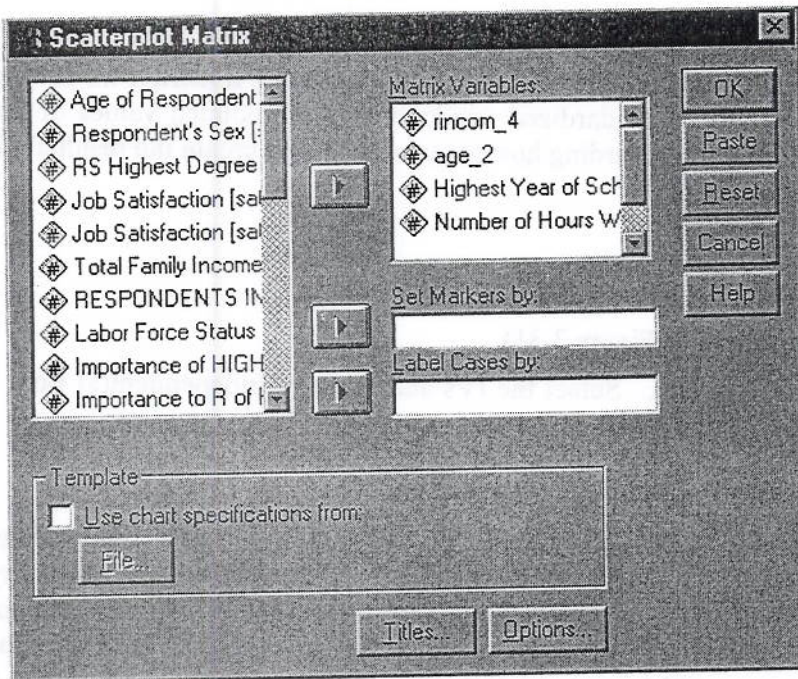 Scatterplot Matrix
Age of Respondent
Respondent's Sex [
RS Highest Degree
Job Satisfaction [sal
Job Satisfaction [sal
Total Family Income
RESPONDENTS IN
Labor Force Status
Importance of HIGH
Importance to R of H
Matrix Variables:
rincom_4
age_2
Highest Year of Sch
Number of Hours W
Set Markers by:
Label Cases by:
OK
Paste
Reset
Cancel
Help
Template
Use chart specifications from:
File...
Titles...
Options...